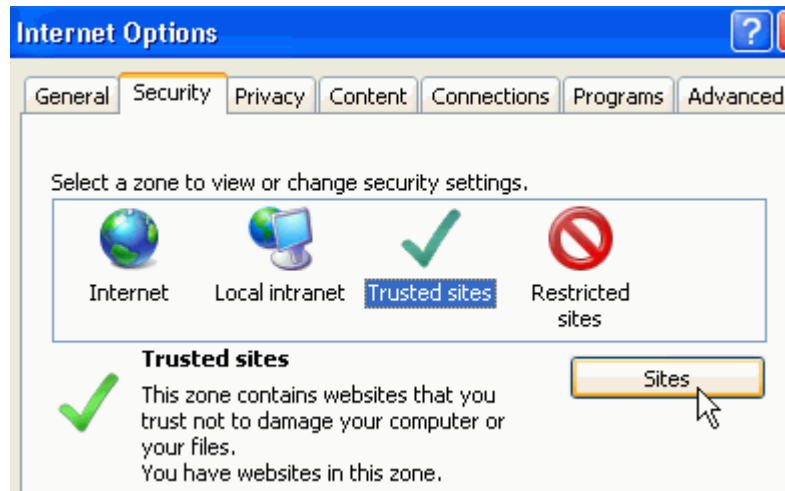 Internet Options
?
General Security Privacy Content Connections Programs Advanced
Select a zone to view or change security settings.
Internet Local intranet Trusted sites Restricted
sites
Trusted sites
Sites
This zone contains websites that you
trust not to damage your computer or
your files.
You have websites in this zone.